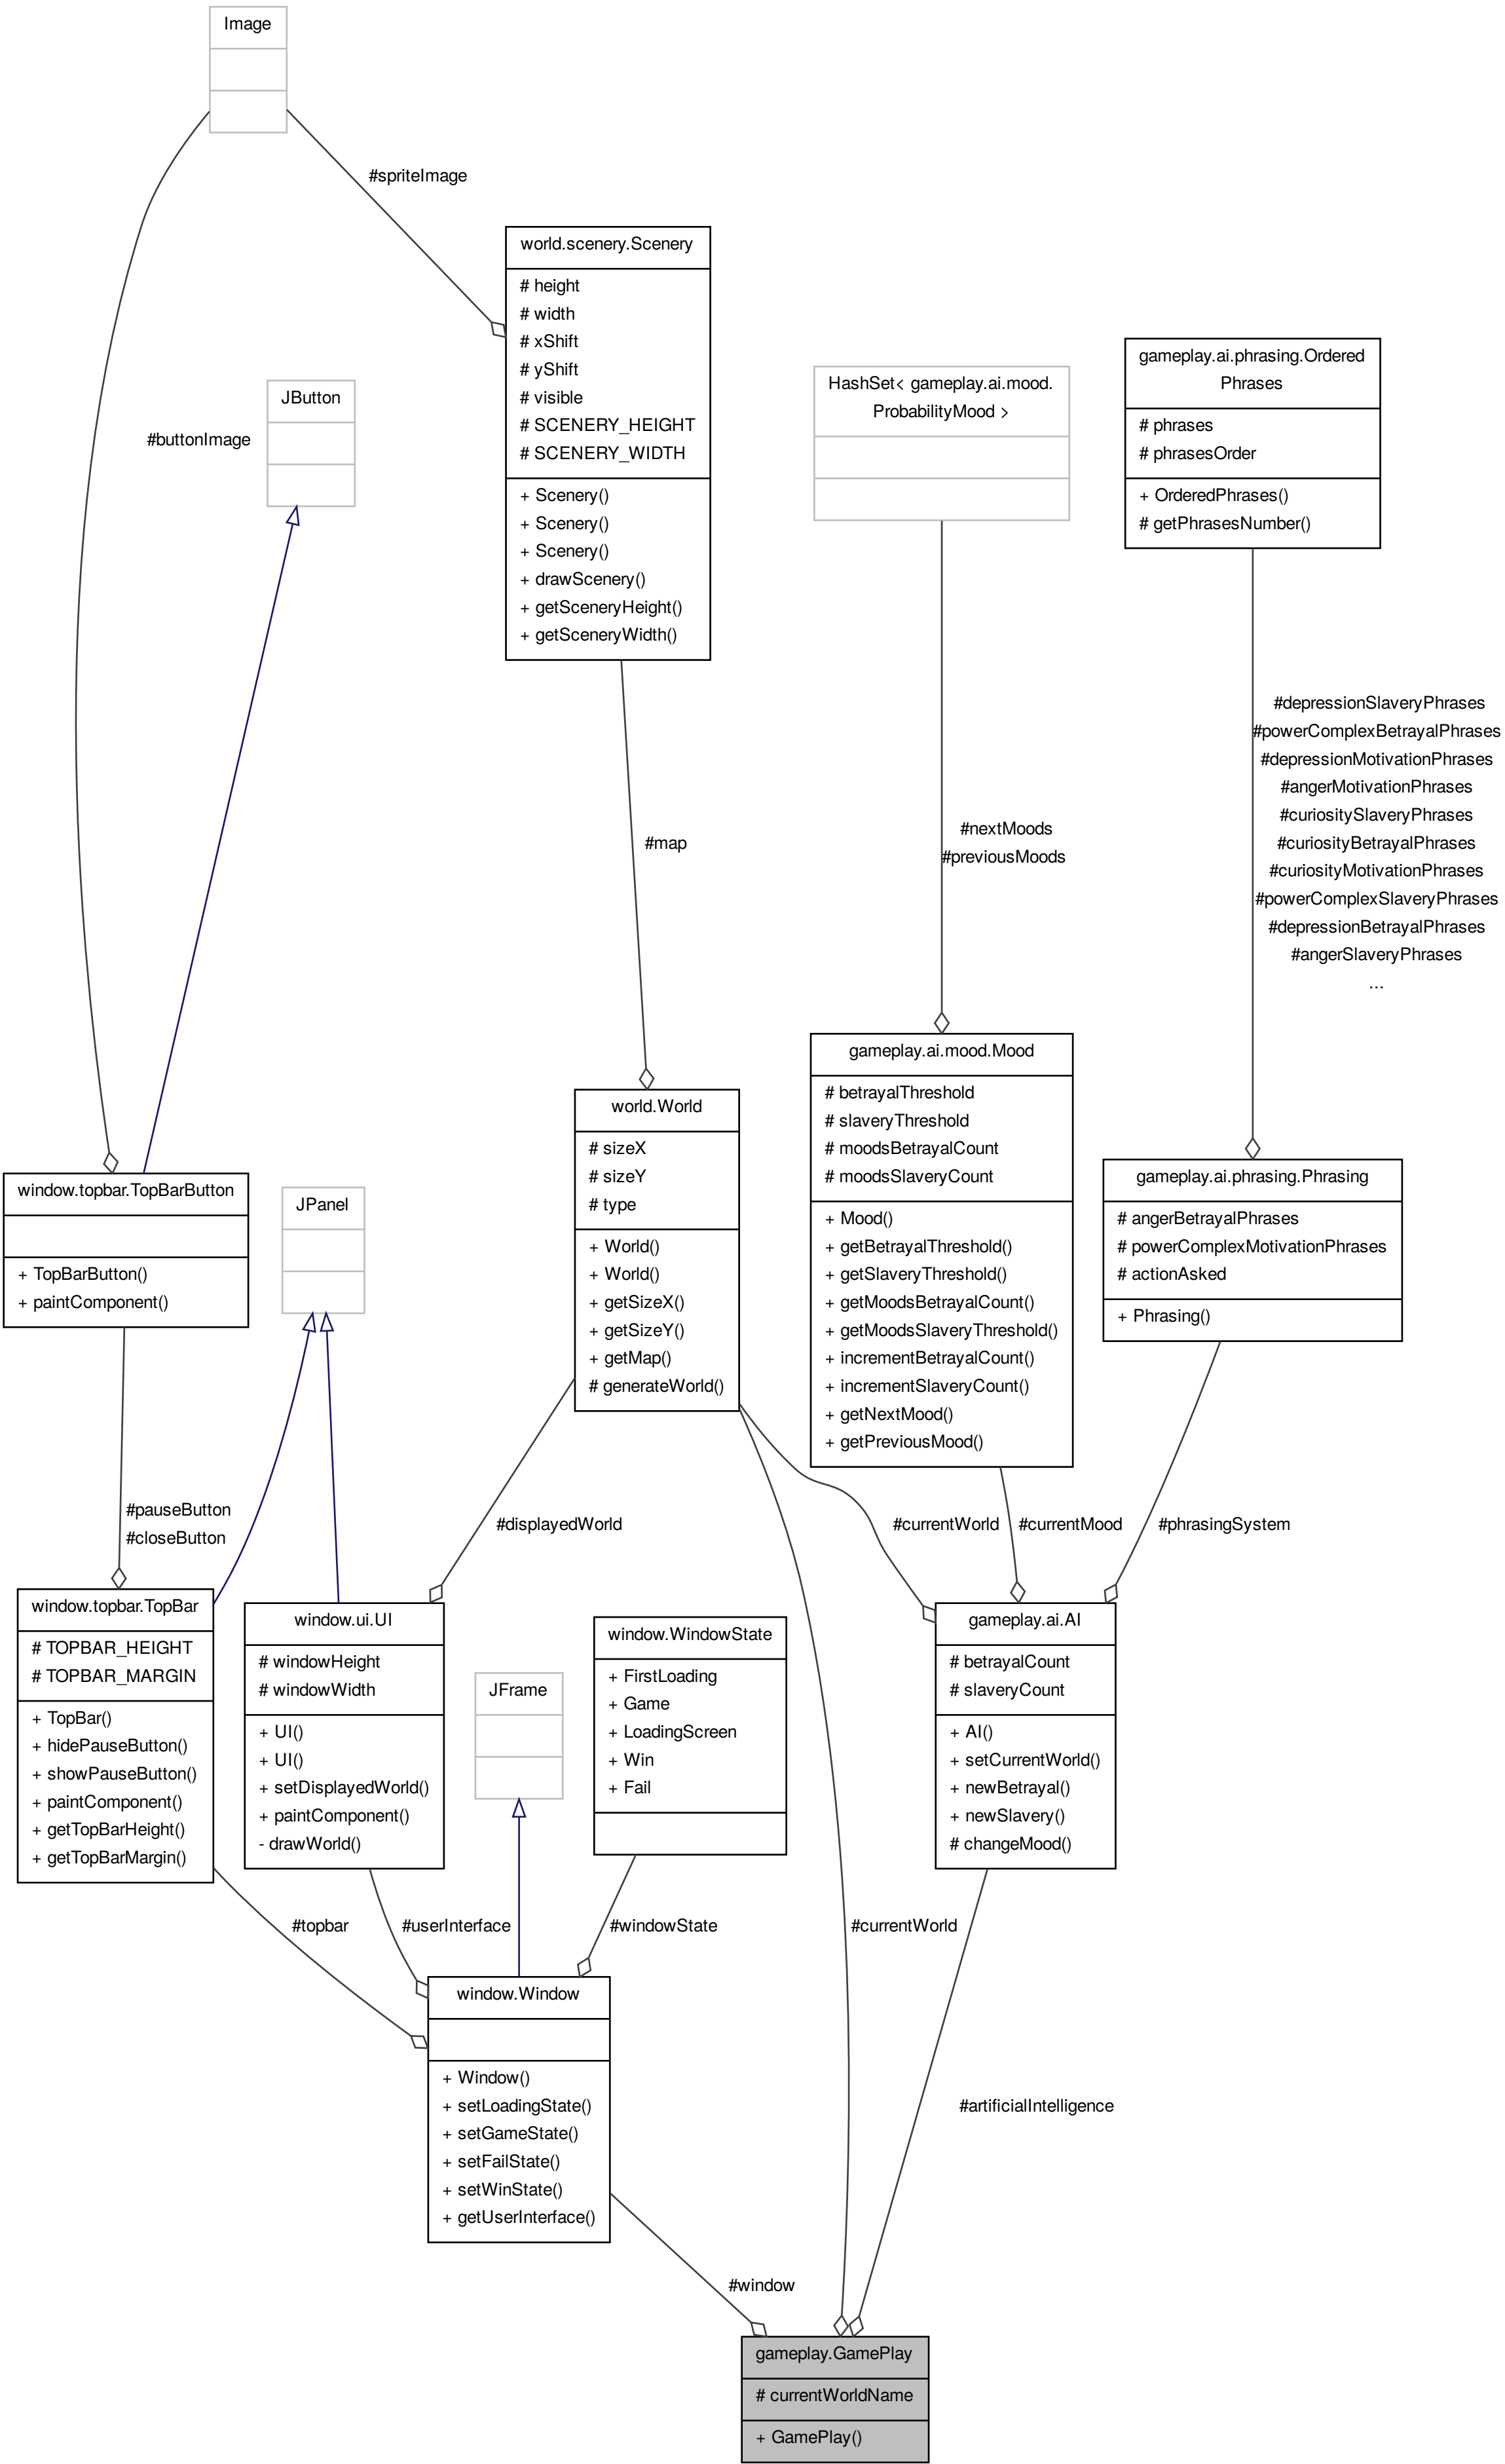 Image
#spriteImage
world.scenery.Scenery
# height
# width
# xShift
# yShift
# visible
# SCENERY_HEIGHT
# SCENERY_WIDTH
+ Scenery()
+ Scenery()
+ Scenery()
+ drawScenery()
+ getSceneryHeight()
+ getSceneryWidth()
gameplay.ai.phrasing.Ordered
Phrases
# phrases
# phrasesOrder
+ OrderedPhrases()
# getPhrasesNumber()
HashSet< gameplay.ai.mood.
ProbabilityMood >
JButton
#buttonImage
#depressionSlaveryPhrases
#powerComplexBetrayalPhrases
#depressionMotivationPhrases
#angerMotivationPhrases
#curiositySlaveryPhrases
#curiosityBetrayalPhrases
#curiosityMotivationPhrases
#powerComplexSlaveryPhrases
#depressionBetrayalPhrases
#angerSlaveryPhrases
...
#nextMoods
#previousMoods
#map
gameplay.ai.mood.Mood
# betrayalThreshold
# slaveryThreshold
# moodsBetrayalCount
# moodsSlaveryCount
+ Mood()
+ getBetrayalThreshold()
+ getSlaveryThreshold()
+ getMoodsBetrayalCount()
+ getMoodsSlaveryThreshold()
+ incrementBetrayalCount()
+ incrementSlaveryCount()
+ getNextMood()
+ getPreviousMood()
world.World
# sizeX
# sizeY
# type
+ World()
+ World()
+ getSizeX()
+ getSizeY()
+ getMap()
# generateWorld()
gameplay.ai.phrasing.Phrasing
# angerBetrayalPhrases
# powerComplexMotivationPhrases
# actionAsked
+ Phrasing()
window.topbar.TopBarButton
+ TopBarButton()
+ paintComponent()
JPanel
#pauseButton
#closeButton
#displayedWorld
#currentWorld
#currentMood
#phrasingSystem
window.topbar.TopBar
# TOPBAR_HEIGHT
# TOPBAR_MARGIN
+ TopBar()
+ hidePauseButton()
+ showPauseButton()
+ paintComponent()
+ getTopBarHeight()
+ getTopBarMargin()
window.ui.UI
# windowHeight
# windowWidth
+ UI()
+ UI()
+ setDisplayedWorld()
+ paintComponent()
- drawWorld()
JFrame
window.WindowState
+ FirstLoading
+ Game
+ LoadingScreen
+ Win
+ Fail
gameplay.ai.AI
# betrayalCount
# slaveryCount
+ AI()
+ setCurrentWorld()
+ newBetrayal()
+ newSlavery()
# changeMood()
#topbar
#userInterface
#windowState
#currentWorld
window.Window
+ Window()
+ setLoadingState()
+ setGameState()
+ setFailState()
+ setWinState()
+ getUserInterface()
#artificialIntelligence
#window
gameplay.GamePlay
# currentWorldName
+ GamePlay()